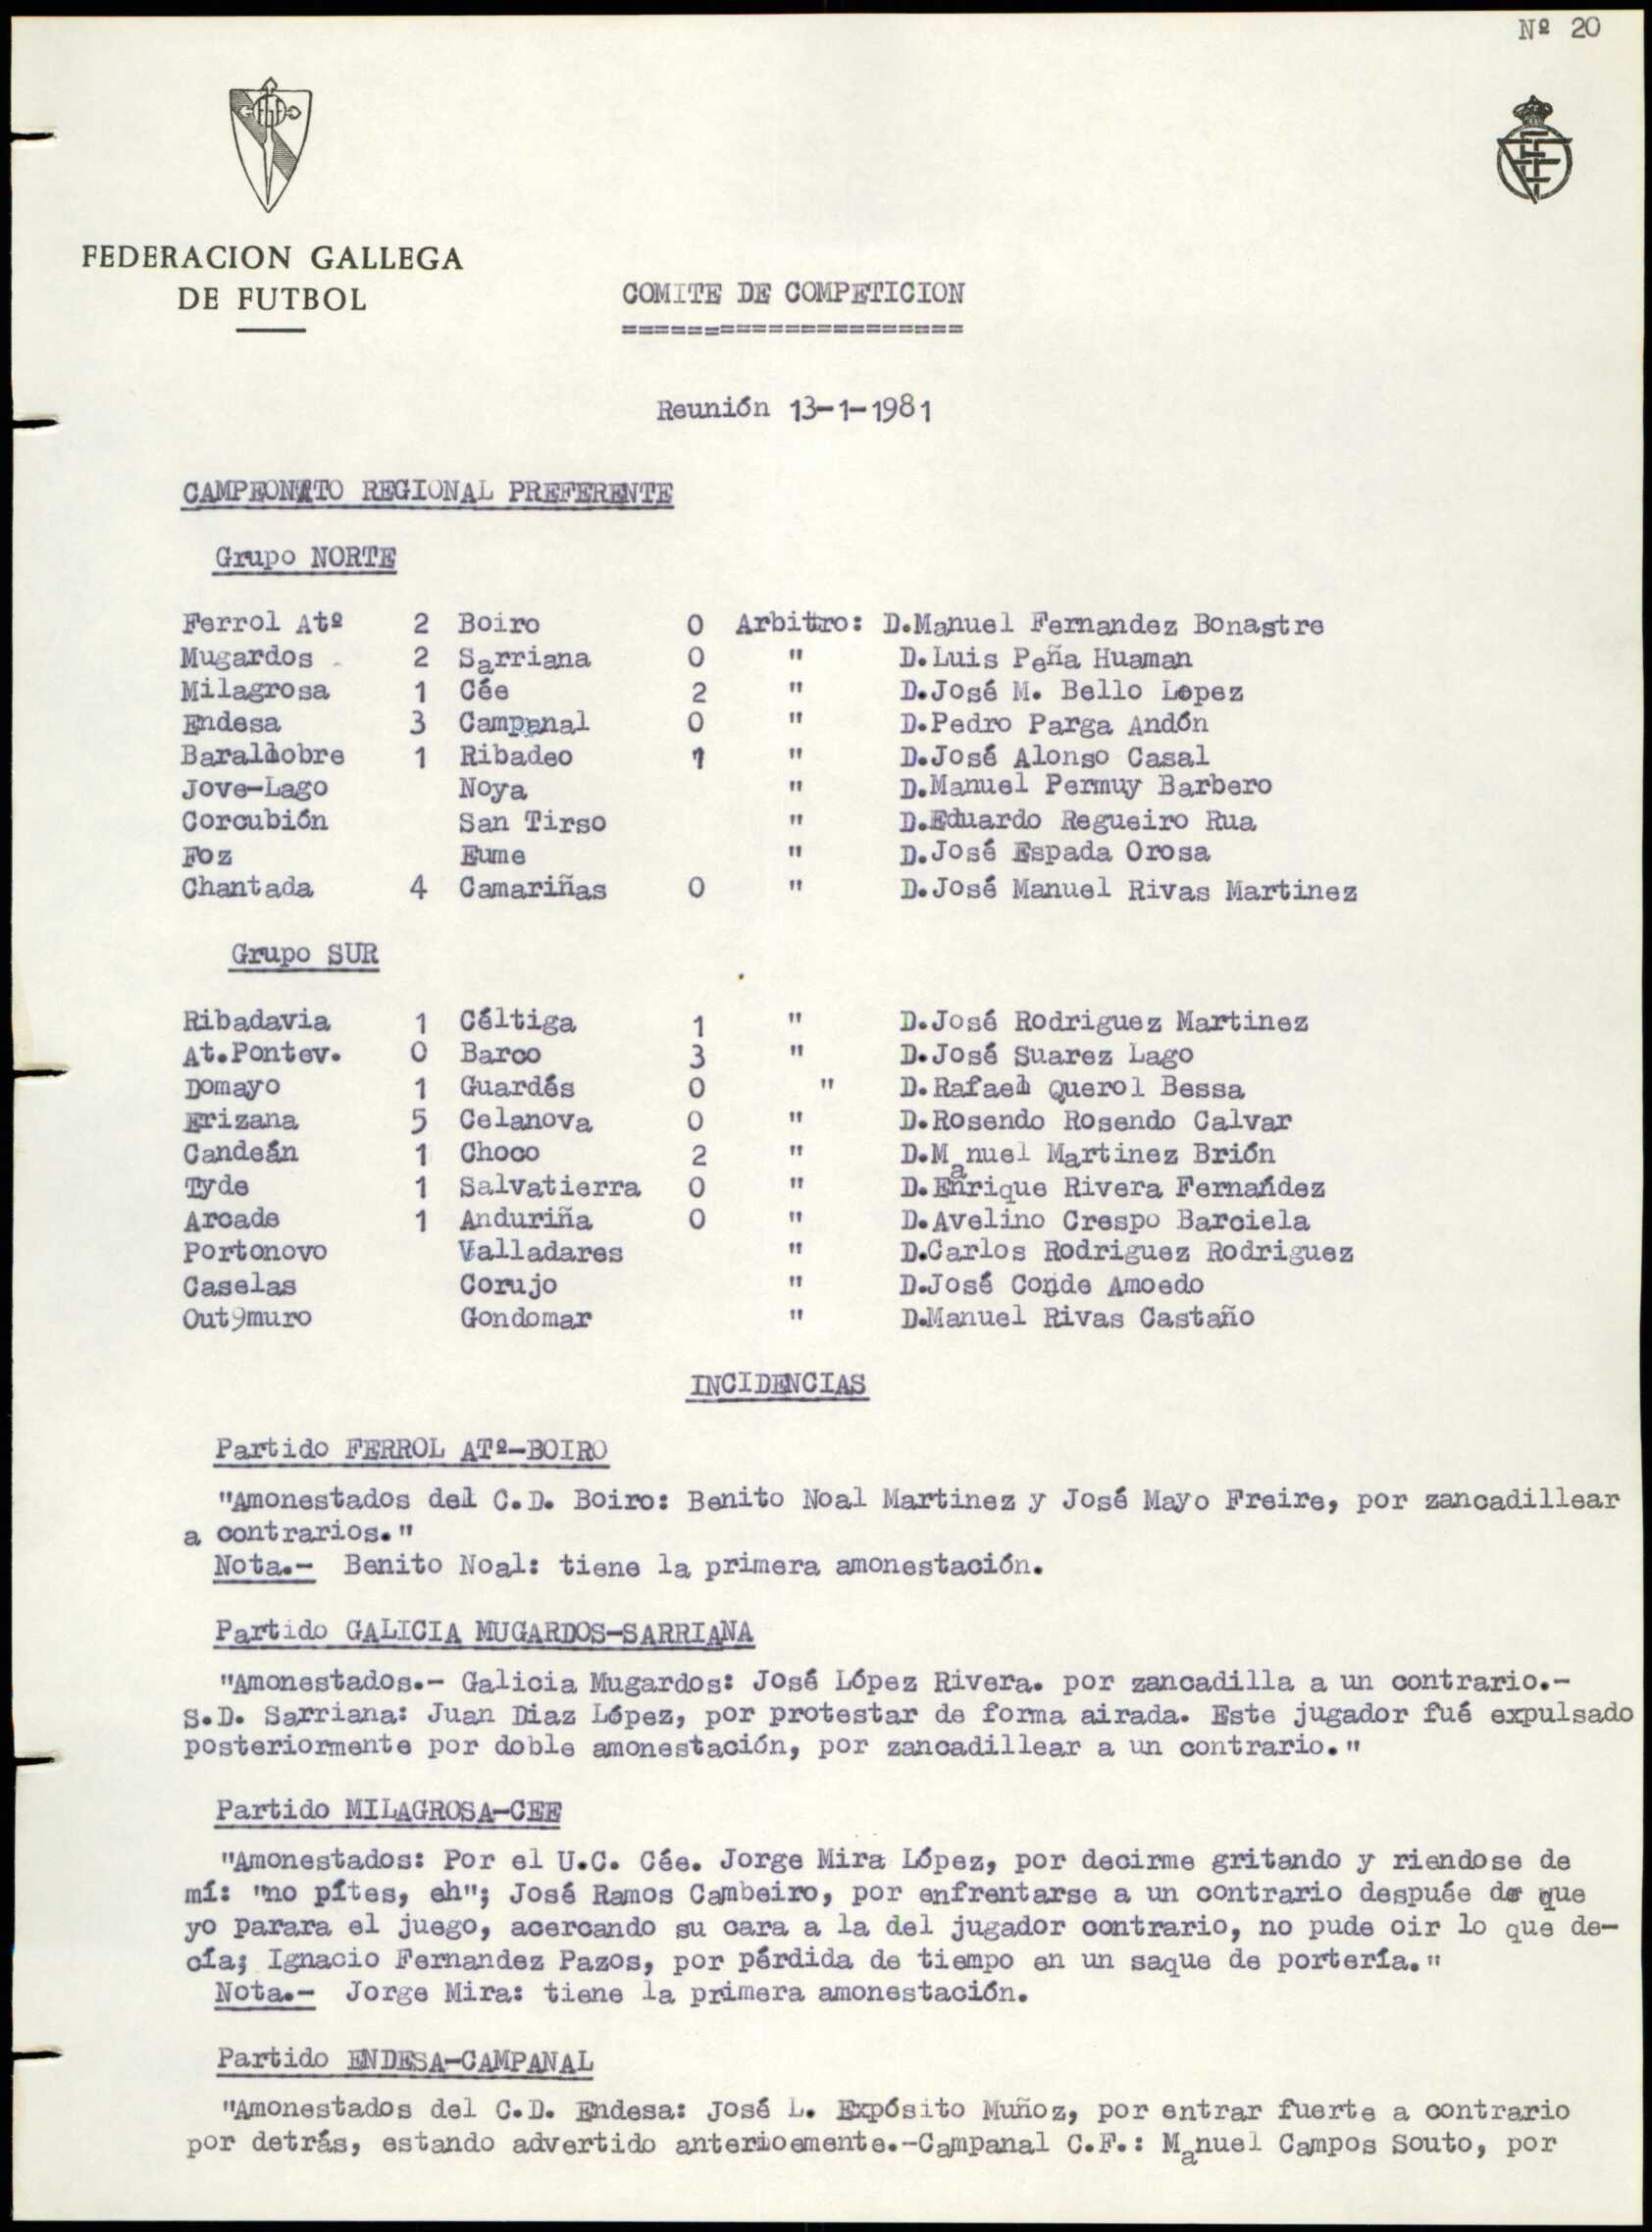 Nº 20
FEDERACION GALLEGA
DE FUTBOL
COMITE DE COMPETICION
=====================
Reunión 13-1-1981
CAMPEONATO REGIONAL PREFERENTE
Grupo NORTE
Ferrol Atº 2 Boiro 0 Arbitro: D.Manuel Fernandez Bonastre
Mugardos 2 Sarriana 0 " D.Luis Peña Huaman
Milagrosa 1 Cée 2 " D.José M. Bello Lopez
Endesa 3 Campanal 0 " D.Pedro Parga Andón
Barallobre 1 Ribadeo 1 " D.José Alonso Casal
Jove-Lago Noya " D.Manuel Permuy Barbero
Corcubión San Tirso " D.Eduardo Regueiro Rua
Foz Eume " D.José Espada Orosa
Chantada 4 Camariñas 0 " D.José Manuel Rivas Martinez
Grupo SUR
Ribadavia 1 Céltiga 1 " D.José Rodriguez Martinez
At.Pontev. 0 Barco 3 " D.José Suarez Lago
Domayo 1 Guardés 0 " D.Rafael Querol Bessa
Erizana 5 Celanova 0 " D.Rosendo Rosendo Calvar
Candeán 1 Choco 2 " D.Manuel Martinez Brión
Tyde 1 Salvatierra 0 " D.Enrique Rivera Fernańdez
Arcade 1 Anduriña 0 " D.Avelino Crespo Barciela
Portonovo Valladares " D.Carlos Rodriguez Rodriguez
Caselas Corujo " D.José Conde Amoedo
Out9muro Gondomar " D.Manuel Rivas Castaño
INCIDENCIAS
Partido FERROL ATº-BOIRO
"Amonestados del C.D. Boiro: Benito Noal Martinez y José Mayo Freire, por zancadillear
a contrarios."
Nota.- Benito Noal: tiene la primera amonestación.
Partido GALICIA MUGARDOS-SARRIANA
"Amonestados.- Galicia Mugardos: José López Rivera. por zancadilla a un contrario.-
S.D. Sarriana: Juan Diaz López, por protestar de forma airada. Este jugador fué expulsado
posteriormente por doble amonestación, por zancadillear a un contrario."
Partido MILAGROSA-CEE
"Amonestados: Por el U.C. Cée. Jorge Mira López, por decirme gritando y riendose de
mí: "no pítes, eh"; José Ramos Cambeiro, por enfrentarse a un contrario despuée de que
yo parara el juego, acercando su cara a la del jugador contrario, no pude oir lo que de-
cía; Ignacio Fernandez Pazos, por pérdida de tiempo en un saque de portería."
Nota.- Jorge Mira: tiene la primera amonestación.
Partido ENDESA-CAMPANAL
"Amonestados del C.D. Endesa: José L. Expósito Muñoz, por entrar fuerte a contrario
por detrás, estando advertido anterioemente.-Campanal C.F.: Manuel Campos Souto, por